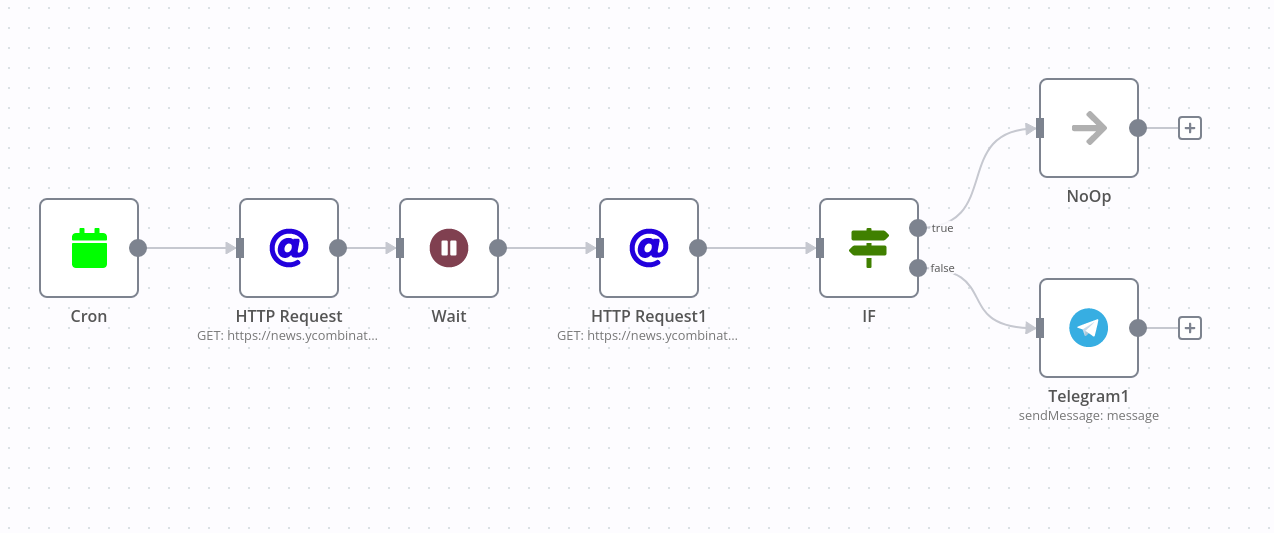 NoOp
true
false
Cron
HTTP Request
GET: https://news.ycombinat...
Wait
HTTP Request1
GET: https://news.ycombinat...
IF
Telegram1
sendMessage: message